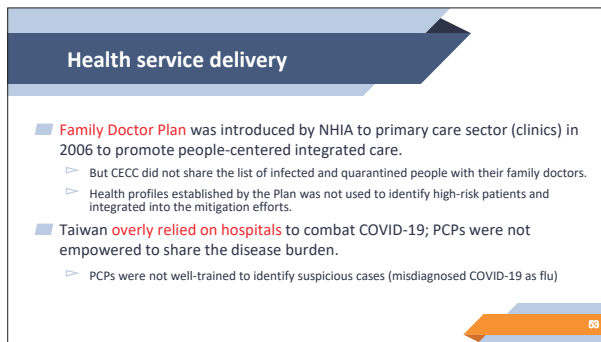 Health service delivery
Family Doctor Plan was introduced by NHIA to primary care sector (clinics) in
2006 to promote people-centered integrated care.
But CECC did not share the list of infected and quarantined people with their family doctors.
Health profiles established by the Plan was not used to identify high-risk patients and
integrated into the mitigation efforts.
Taiwan overly relied on hospitals to combat COVID-19; PCPs were not
empowered to share the disease burden.
PCPs were not well-trained to identify suspicious cases (misdiagnosed COVID-19 as flu)
53